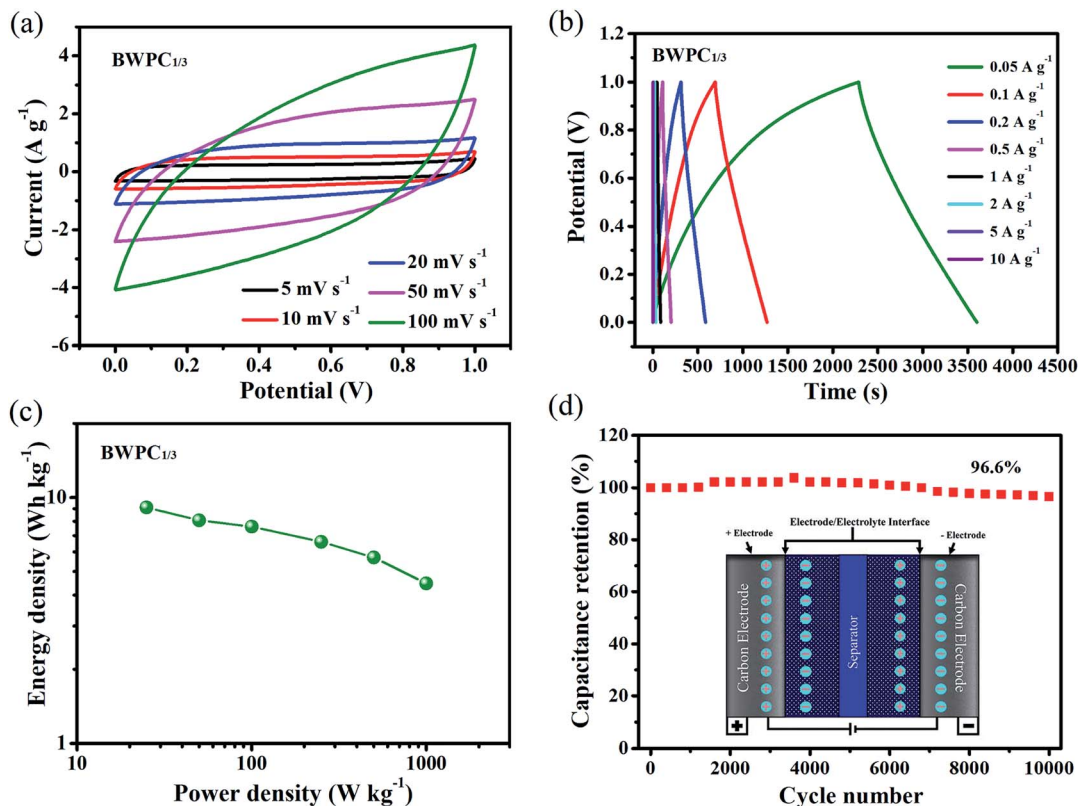 (a)
BWPC1/3
Current (A g-1)
4
2
0
-2
-4
-6
20 mV s-1
5 mV s-1
50 mV s-1
10 mV s-1
100 mV s-1
0.0 0.2 0.4 0.6 0.8 1.0
Potential (V)
(b)
BWPC1/3
Potential (V)
1.2
1.0
0.8
0.6
0.4
0.2
0.0
0.05 A g-1
0.1 A g-1
0.2 A g-1
0.5 A g-1
1 A g-1
2 A g-1
5 A g-1
10 A g-1
0 500 1000 1500 2000 2500 3000 3500 4000 4500
Time (s)
(c)
BWPC1/3
Energy density (Wh kg-1)
10
1
10 100 1000
Power density (W kg-1)
(d)
Capacitance retention (%)
120
100
80
60
40
20
0
96.6%
Electrode/Electrolyte Interface
+ Electrode
- Electrode
Carbon Electrode
Separator
Carbon Electrode
+
-
0 2000 4000 6000 8000 10000
Cycle number